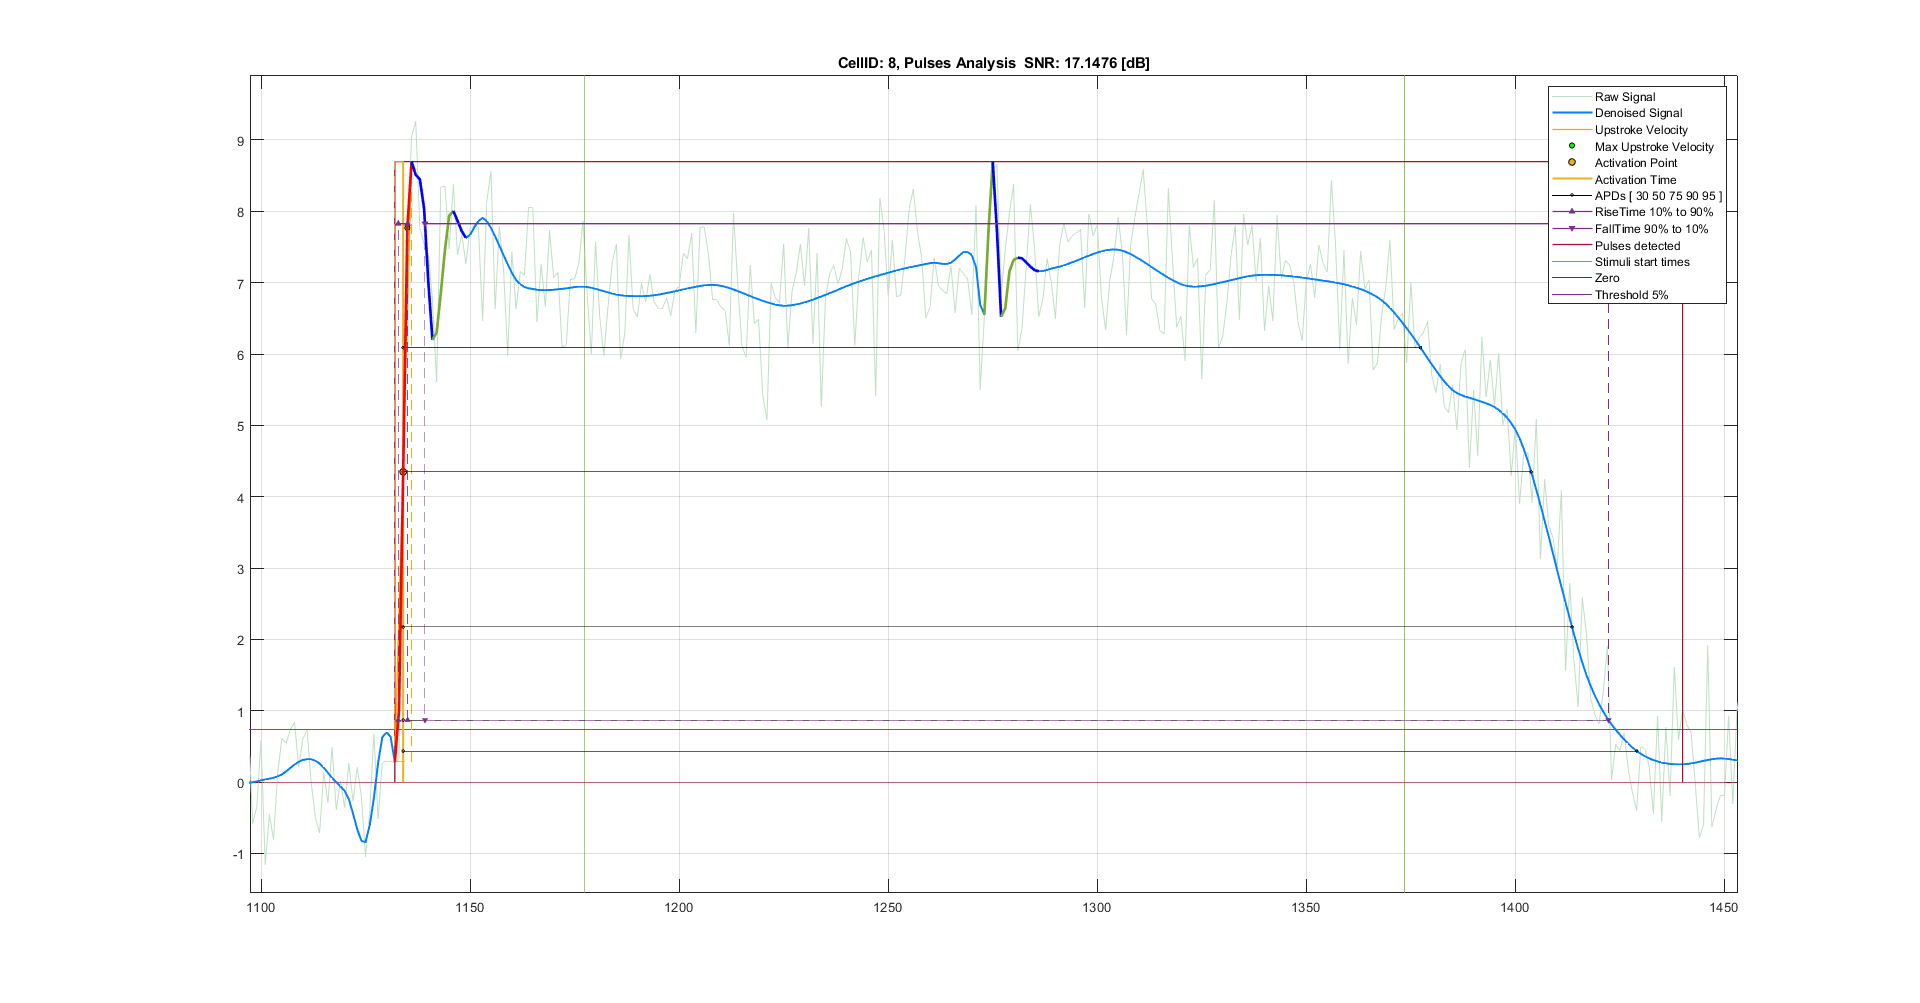 CellID: 8, Pulses Analysis  SNR: 17.1476 [dB]
9
8
7
6
5
4
3
2
1
0
-1
1100 1150 1200 1250 1300 1350 1400 1450
Raw Signal
Denoised Signal
Upstroke Velocity
Max Upstroke Velocity
Activation Point
Activation Time
APDs [ 30 50 75 90 95 ]
RiseTime 10% to 90%
FallTime 90% to 10%
Pulses detected
Stimuli start times
Zero
Threshold 5%